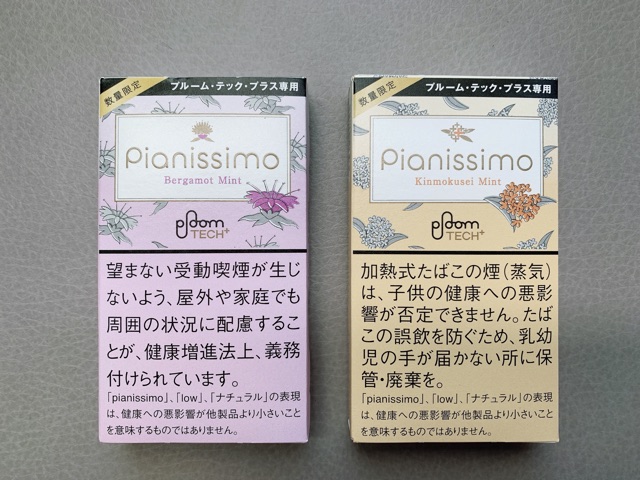 数量限定
プルーム・テック・プラス専用
Pianissimo
Bergamot Mint
ploom
TECH+
望まない受動喫煙が生じ
ないよう、屋外や家庭でも
周囲の状況に配慮するこ
とが、健康増進法上、義務
付けられています。
「pianissimo」、「low」、「ナチュラル」の表現
は、健康への悪影響が他製品より小さいこと
を意味するものではありません。
数量限定
プルーム・テック・プラス専用
Pianissimo
Kinmokusei Mint
ploom
TECH+
加熱式たばこの煙(蒸気)
は、子供の健康への悪影
響が否定できません。たば
この誤飲を防ぐため、乳幼
児の手が届かない所に保
管・廃棄を。
「pianissimo」、「low」、「ナチュラル」の表現
は、健康への悪影響が他製品より小さいこと
を意味するものではありません。